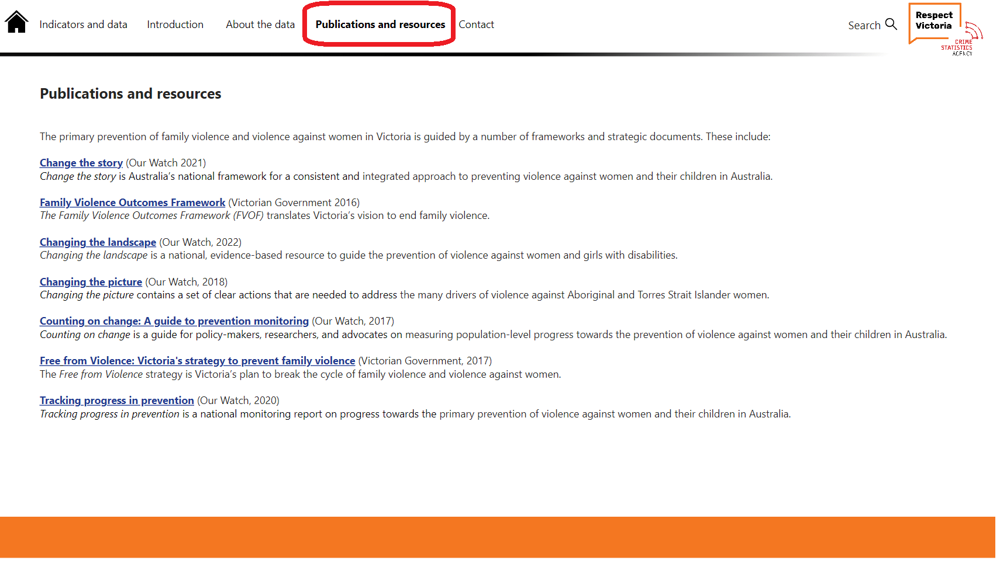 Indicators and data Introduction About the data Publications and resources Contact Search
Respect
Victoria
CRIME
STATISTICS
AGENCY
Publications and resources
The primary prevention of family violence and violence against women in Victoria is guided by a number of frameworks and strategic documents. These include:
Change the story (Our Watch 2021)
Change the story is Australia’s national framework for a consistent and integrated approach to preventing violence against women and their children in Australia.
Family Violence Outcomes Framework (Victorian Government 2016)
The Family Violence Outcomes Framework (FVOF) translates Victoria’s vision to end family violence.
Changing the landscape (Our Watch, 2022)
Changing the landscape is a national, evidence-based resource to guide the prevention of violence against women and girls with disabilities.
Changing the picture (Our Watch, 2018)
Changing the picture contains a set of clear actions that are needed to address the many drivers of violence against Aboriginal and Torres Strait Islander women.
Counting on change: A guide to prevention monitoring (Our Watch, 2017)
Counting on change is a guide for policy-makers, researchers, and advocates on measuring population-level progress towards the prevention of violence against women and their children in Australia.
Free from Violence: Victoria's strategy to prevent family violence (Victorian Government, 2017)
The Free from Violence strategy is Victoria’s plan to break the cycle of family violence and violence against women.
Tracking progress in prevention (Our Watch, 2020)
Tracking progress in prevention is a national monitoring report on progress towards the primary prevention of violence against women and their children in Australia.